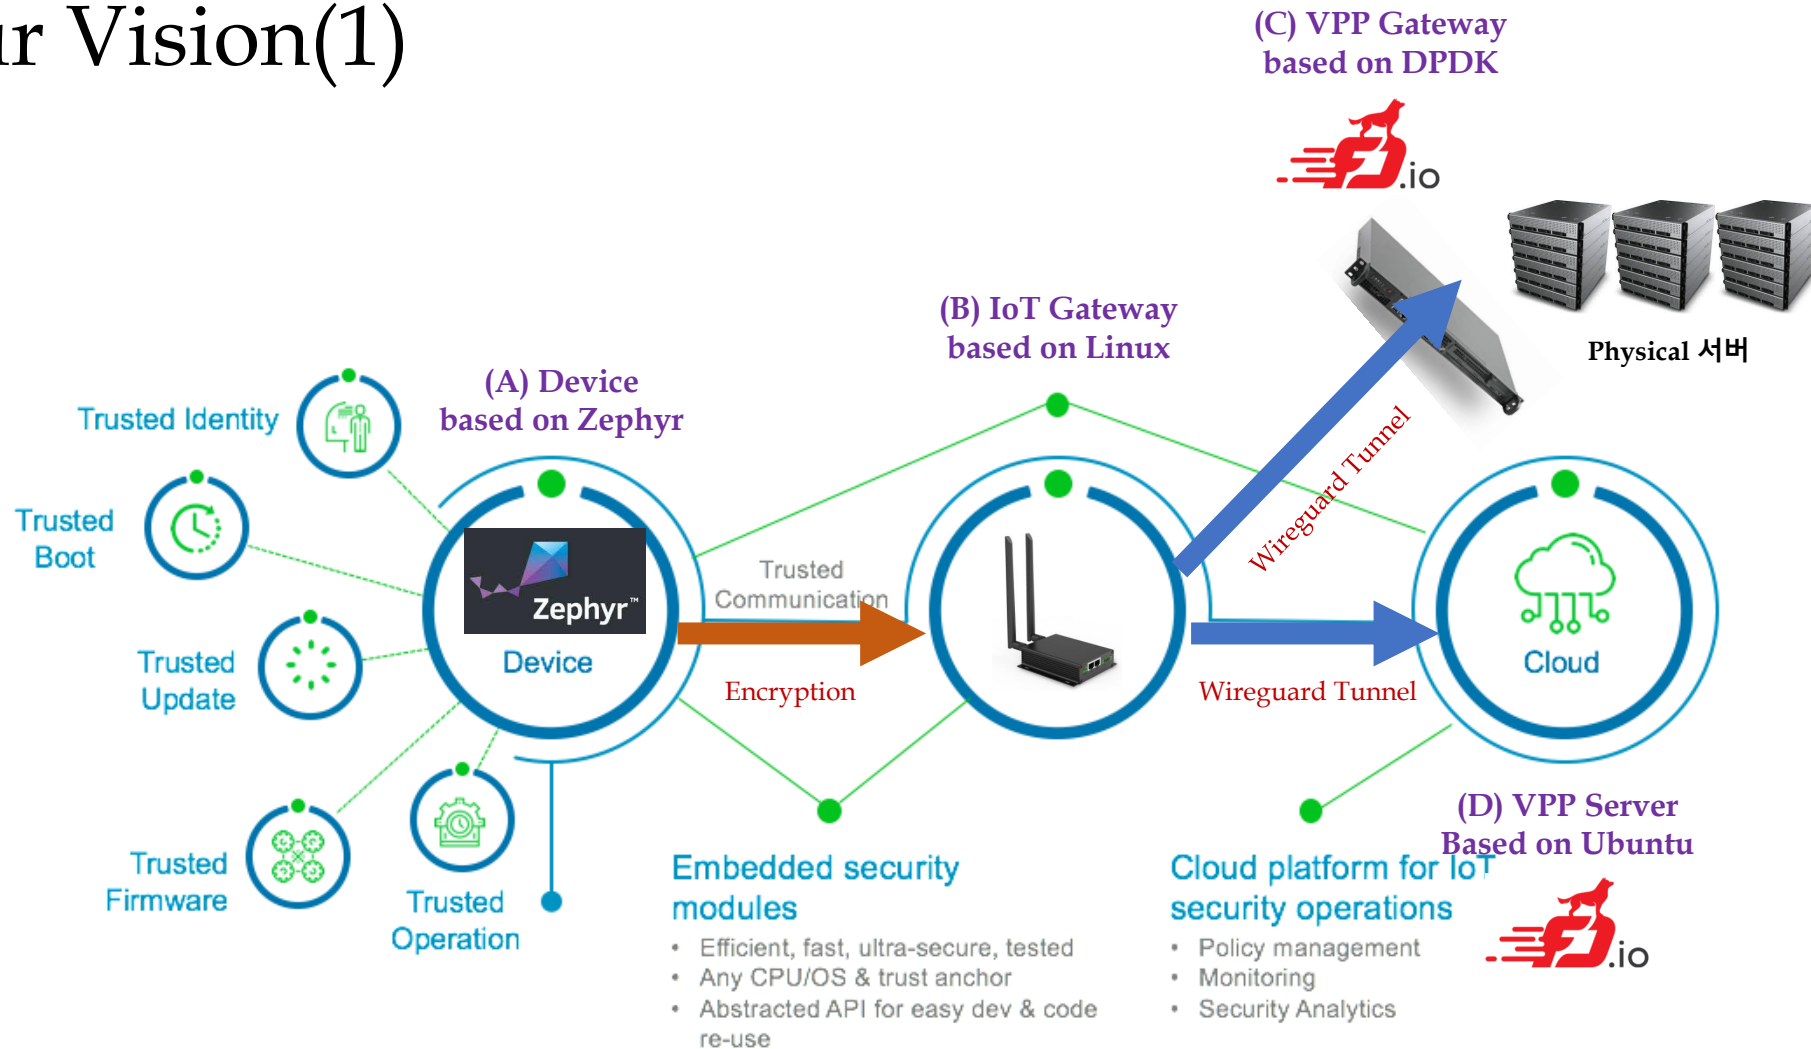 ur Vision(1)
(C) VPP Gateway
based on DPDK
.io
Physical 서버
(B) IoT Gateway
based on Linux
(A) Device
based on Zephyr
Trusted Identity
Trusted
Boot
Trusted
Update
Trusted
Firmware
Trusted
Operation
Zephyr™
Device
Trusted
Communication
Encryption
Wireguard Tunnel
Wireguard Tunnel
Cloud
(D) VPP Server
Based on Ubuntu
.io
Embedded security
modules
• Efficient, fast, ultra-secure, tested
• Any CPU/OS & trust anchor
• Abstracted API for easy dev & code
re-use
Cloud platform for IoT
security operations
• Policy management
• Monitoring
• Security Analytics